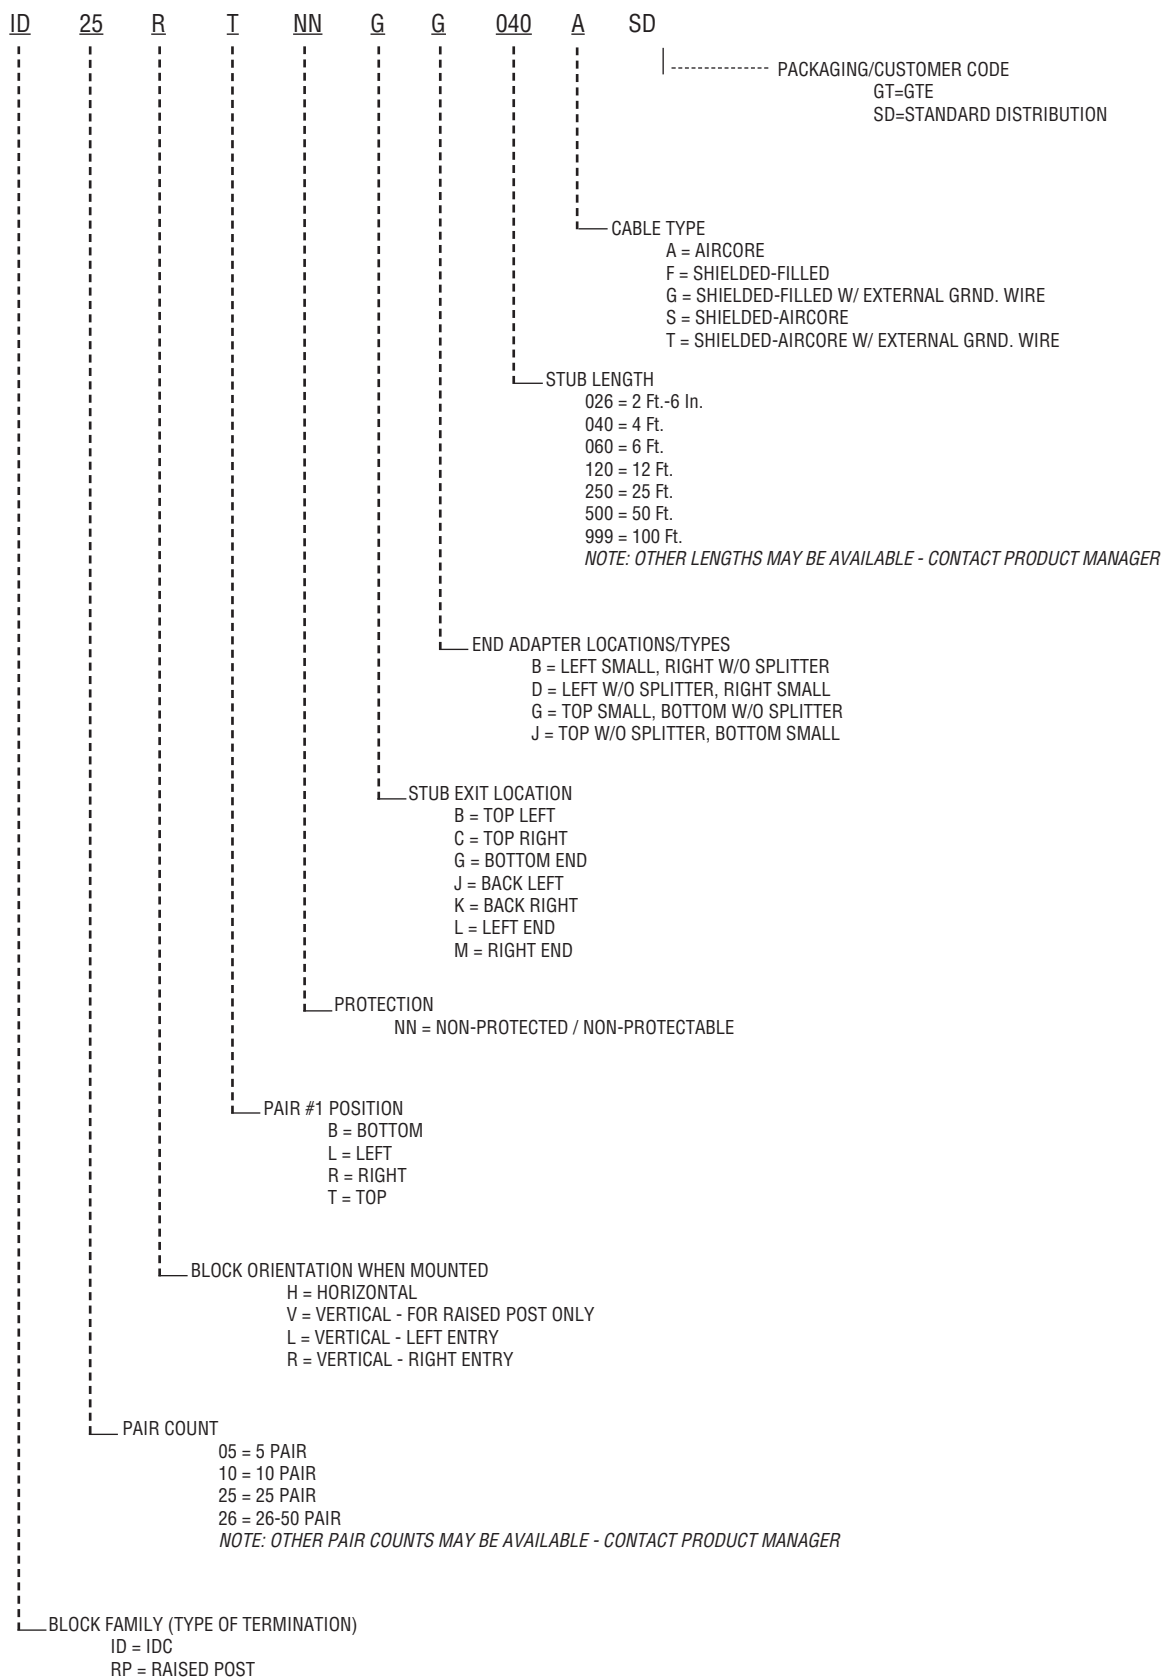 ID 25 R T NN G G 040 A SD
PACKAGING/CUSTOMER CODE
GT=GTE
SD=STANDARD DISTRIBUTION
CABLE TYPE
A = AIRCORE
F = SHIELDED-FILLED
G = SHIELDED-FILLED W/ EXTERNAL GRND. WIRE
S = SHIELDED-AIRCORE
T = SHIELDED-AIRCORE W/ EXTERNAL GRND. WIRE
STUB LENGTH
026 = 2 Ft.-6 In.
040 = 4 Ft.
060 = 6 Ft.
120 = 12 Ft.
250 = 25 Ft.
500 = 50 Ft.
999 = 100 Ft.
NOTE: OTHER LENGTHS MAY BE AVAILABLE - CONTACT PRODUCT MANAGER
END ADAPTER LOCATIONS/TYPES
B = LEFT SMALL, RIGHT W/O SPLITTER
D = LEFT W/O SPLITTER, RIGHT SMALL
G = TOP SMALL, BOTTOM W/O SPLITTER
J = TOP W/O SPLITTER, BOTTOM SMALL
STUB EXIT LOCATION
B = TOP LEFT
C = TOP RIGHT
G = BOTTOM END
J = BACK LEFT
K = BACK RIGHT
L = LEFT END
M = RIGHT END
PROTECTION
NN = NON-PROTECTED / NON-PROTECTABLE
PAIR #1 POSITION
B = BOTTOM
L = LEFT
R = RIGHT
T = TOP
BLOCK ORIENTATION WHEN MOUNTED
H = HORIZONTAL
V = VERTICAL - FOR RAISED POST ONLY
L = VERTICAL - LEFT ENTRY
R = VERTICAL - RIGHT ENTRY
PAIR COUNT
05 = 5 PAIR
10 = 10 PAIR
25 = 25 PAIR
26 = 26-50 PAIR
NOTE: OTHER PAIR COUNTS MAY BE AVAILABLE - CONTACT PRODUCT MANAGER
BLOCK FAMILY (TYPE OF TERMINATION)
ID = IDC
RP = RAISED POST